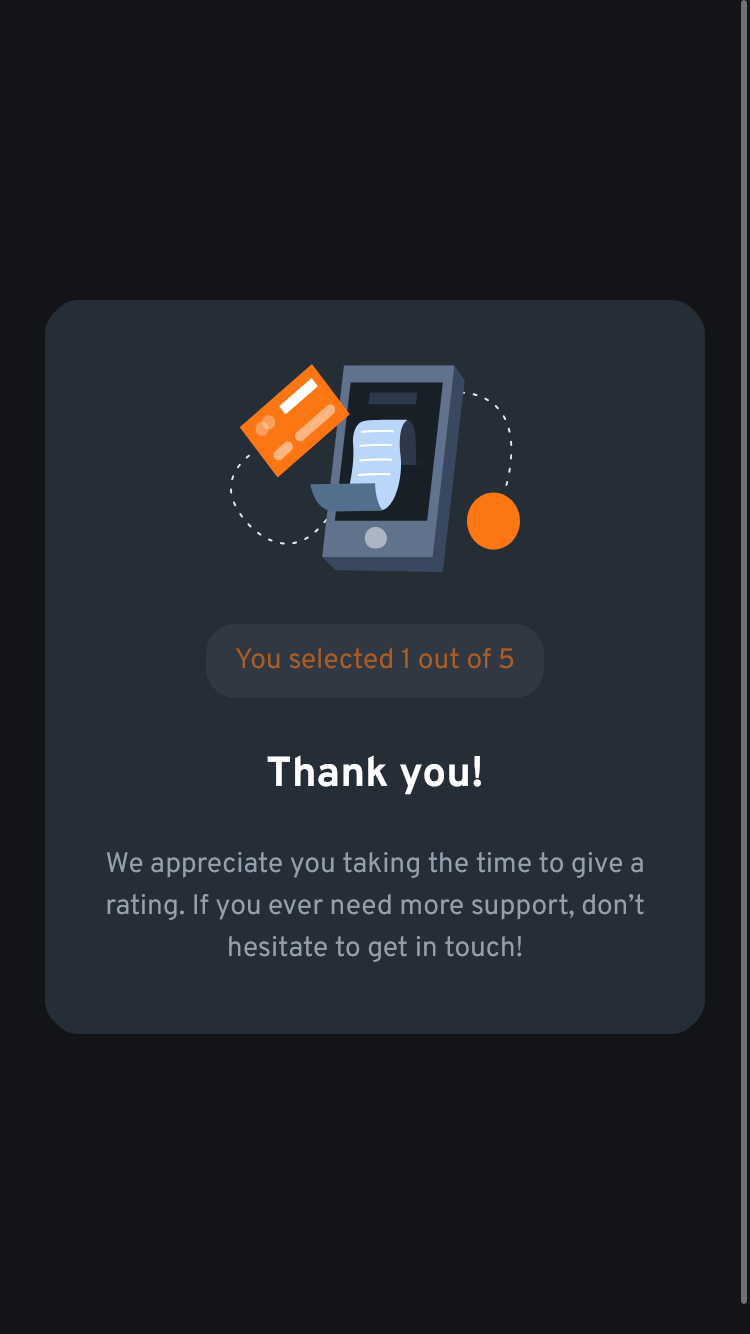 You selected 1 out of 5
Thank you!
We appreciate you taking the time to give a
rating. If you ever need more support, don’t
hesitate to get in touch!